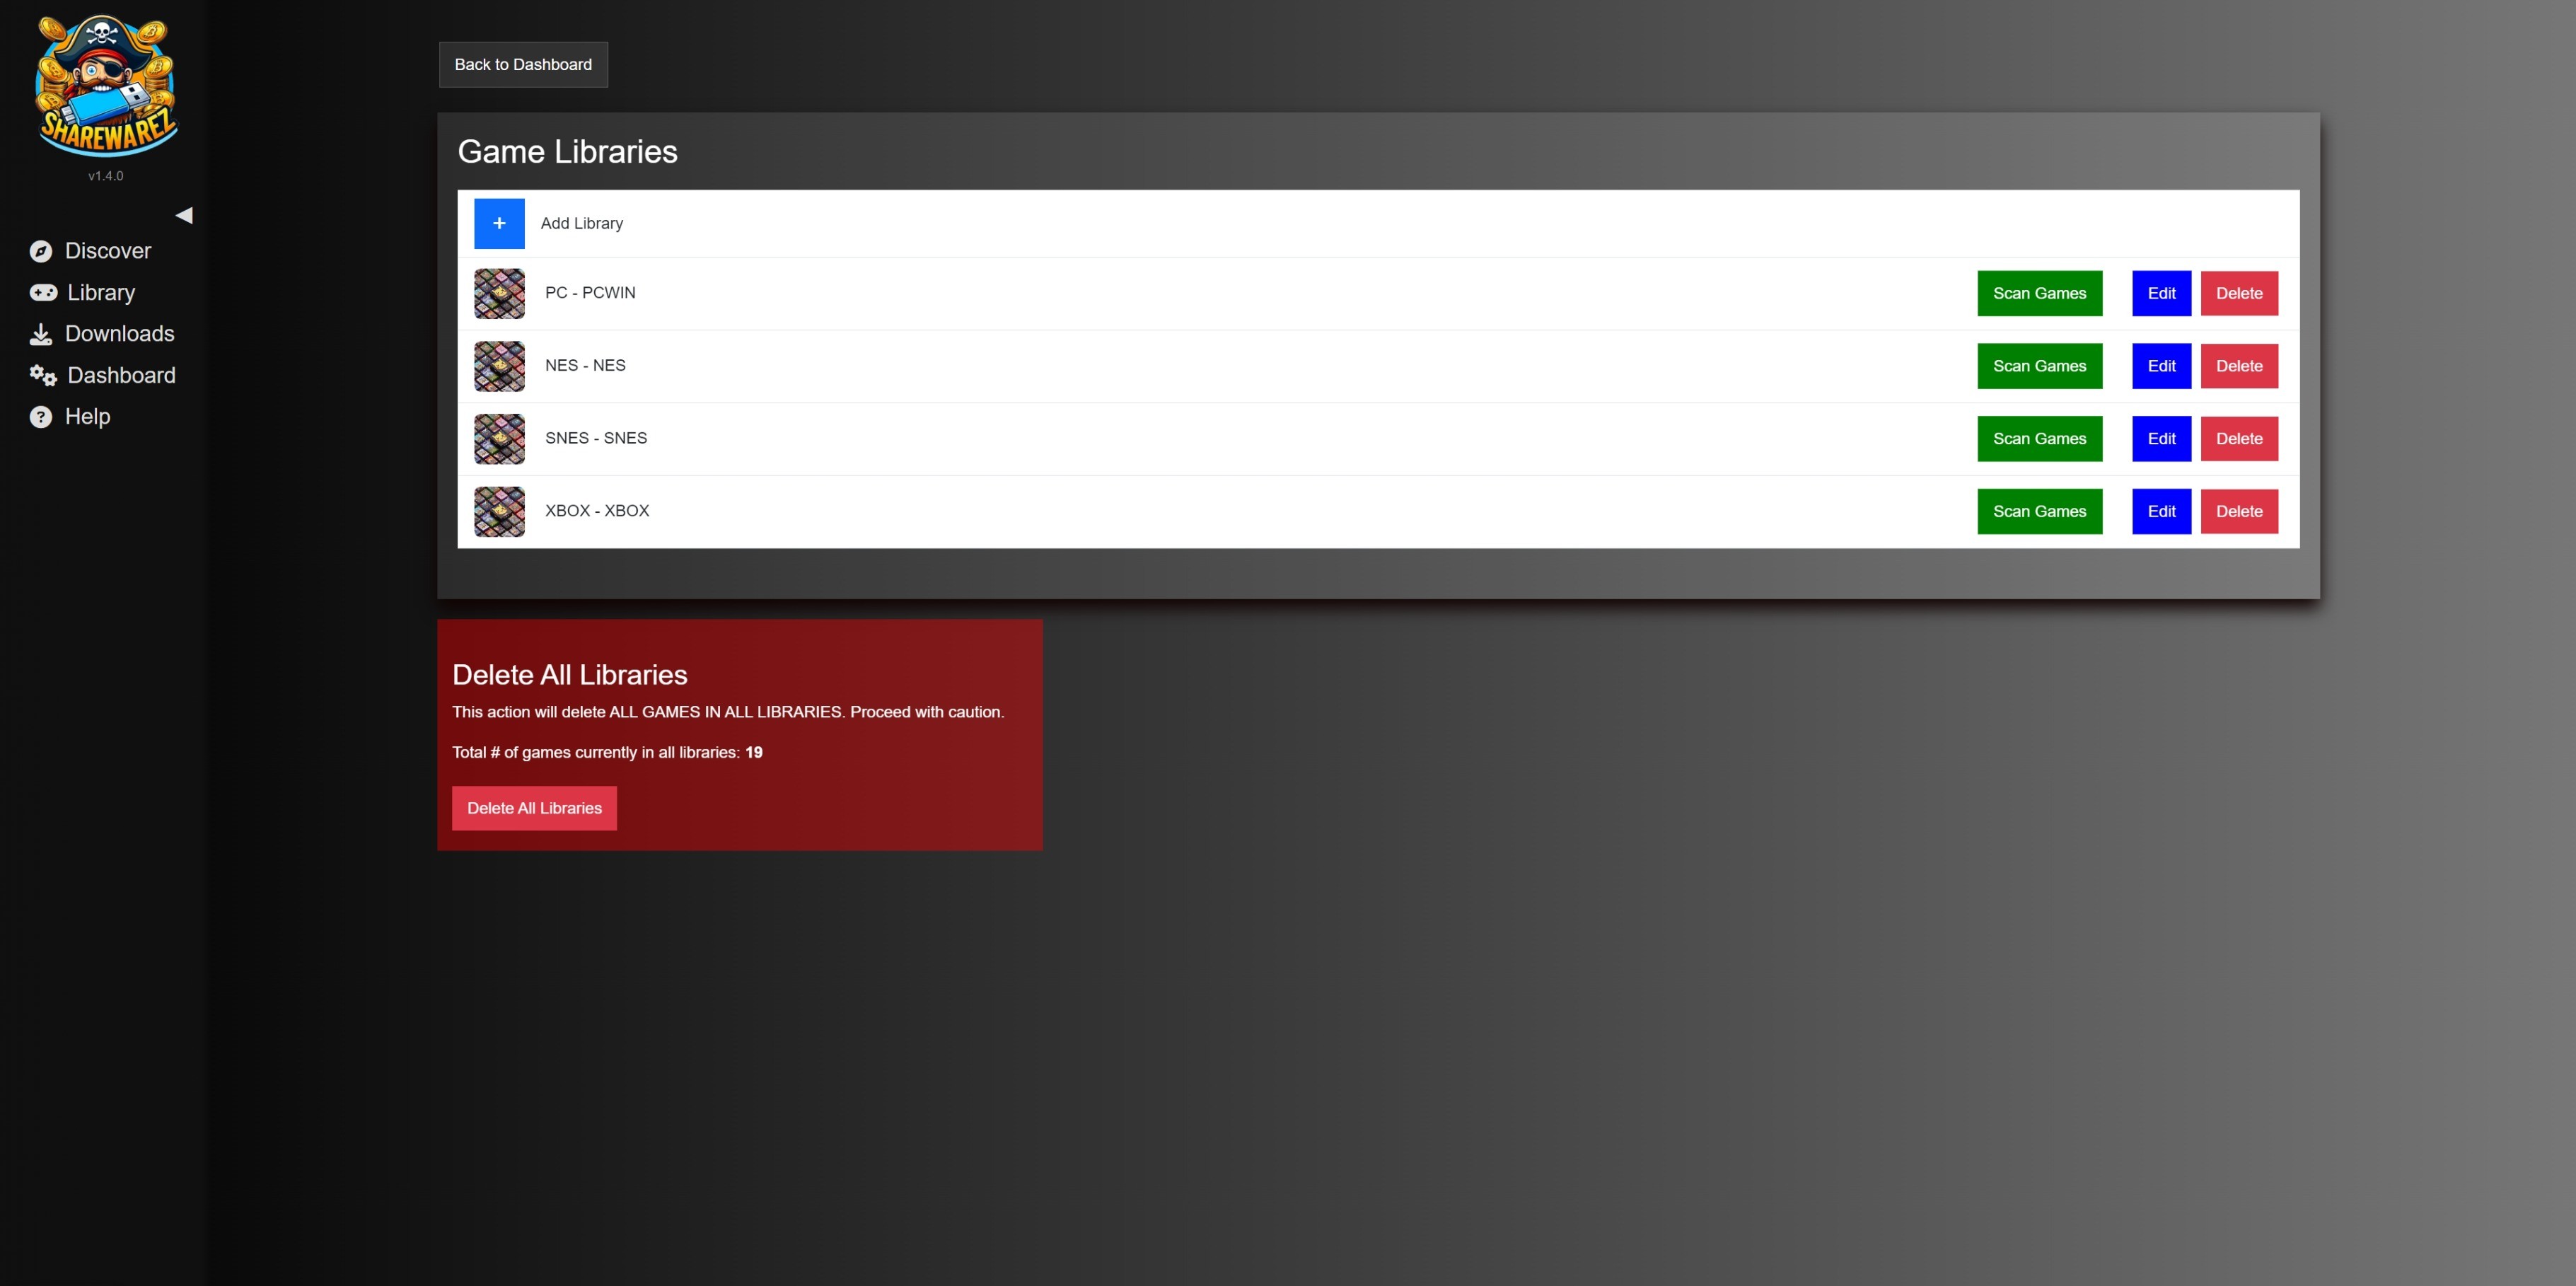 SHAREWAREZ
v1.4.0
Discover
Library
Downloads
Dashboard
Help
Back to Dashboard
Game Libraries
+ Add Library
PC - PCWIN Scan Games Edit Delete
NES - NES Scan Games Edit Delete
SNES - SNES Scan Games Edit Delete
XBOX - XBOX Scan Games Edit Delete
Delete All Libraries
This action will delete ALL GAMES IN ALL LIBRARIES. Proceed with caution.
Total # of games currently in all libraries: 19
Delete All Libraries